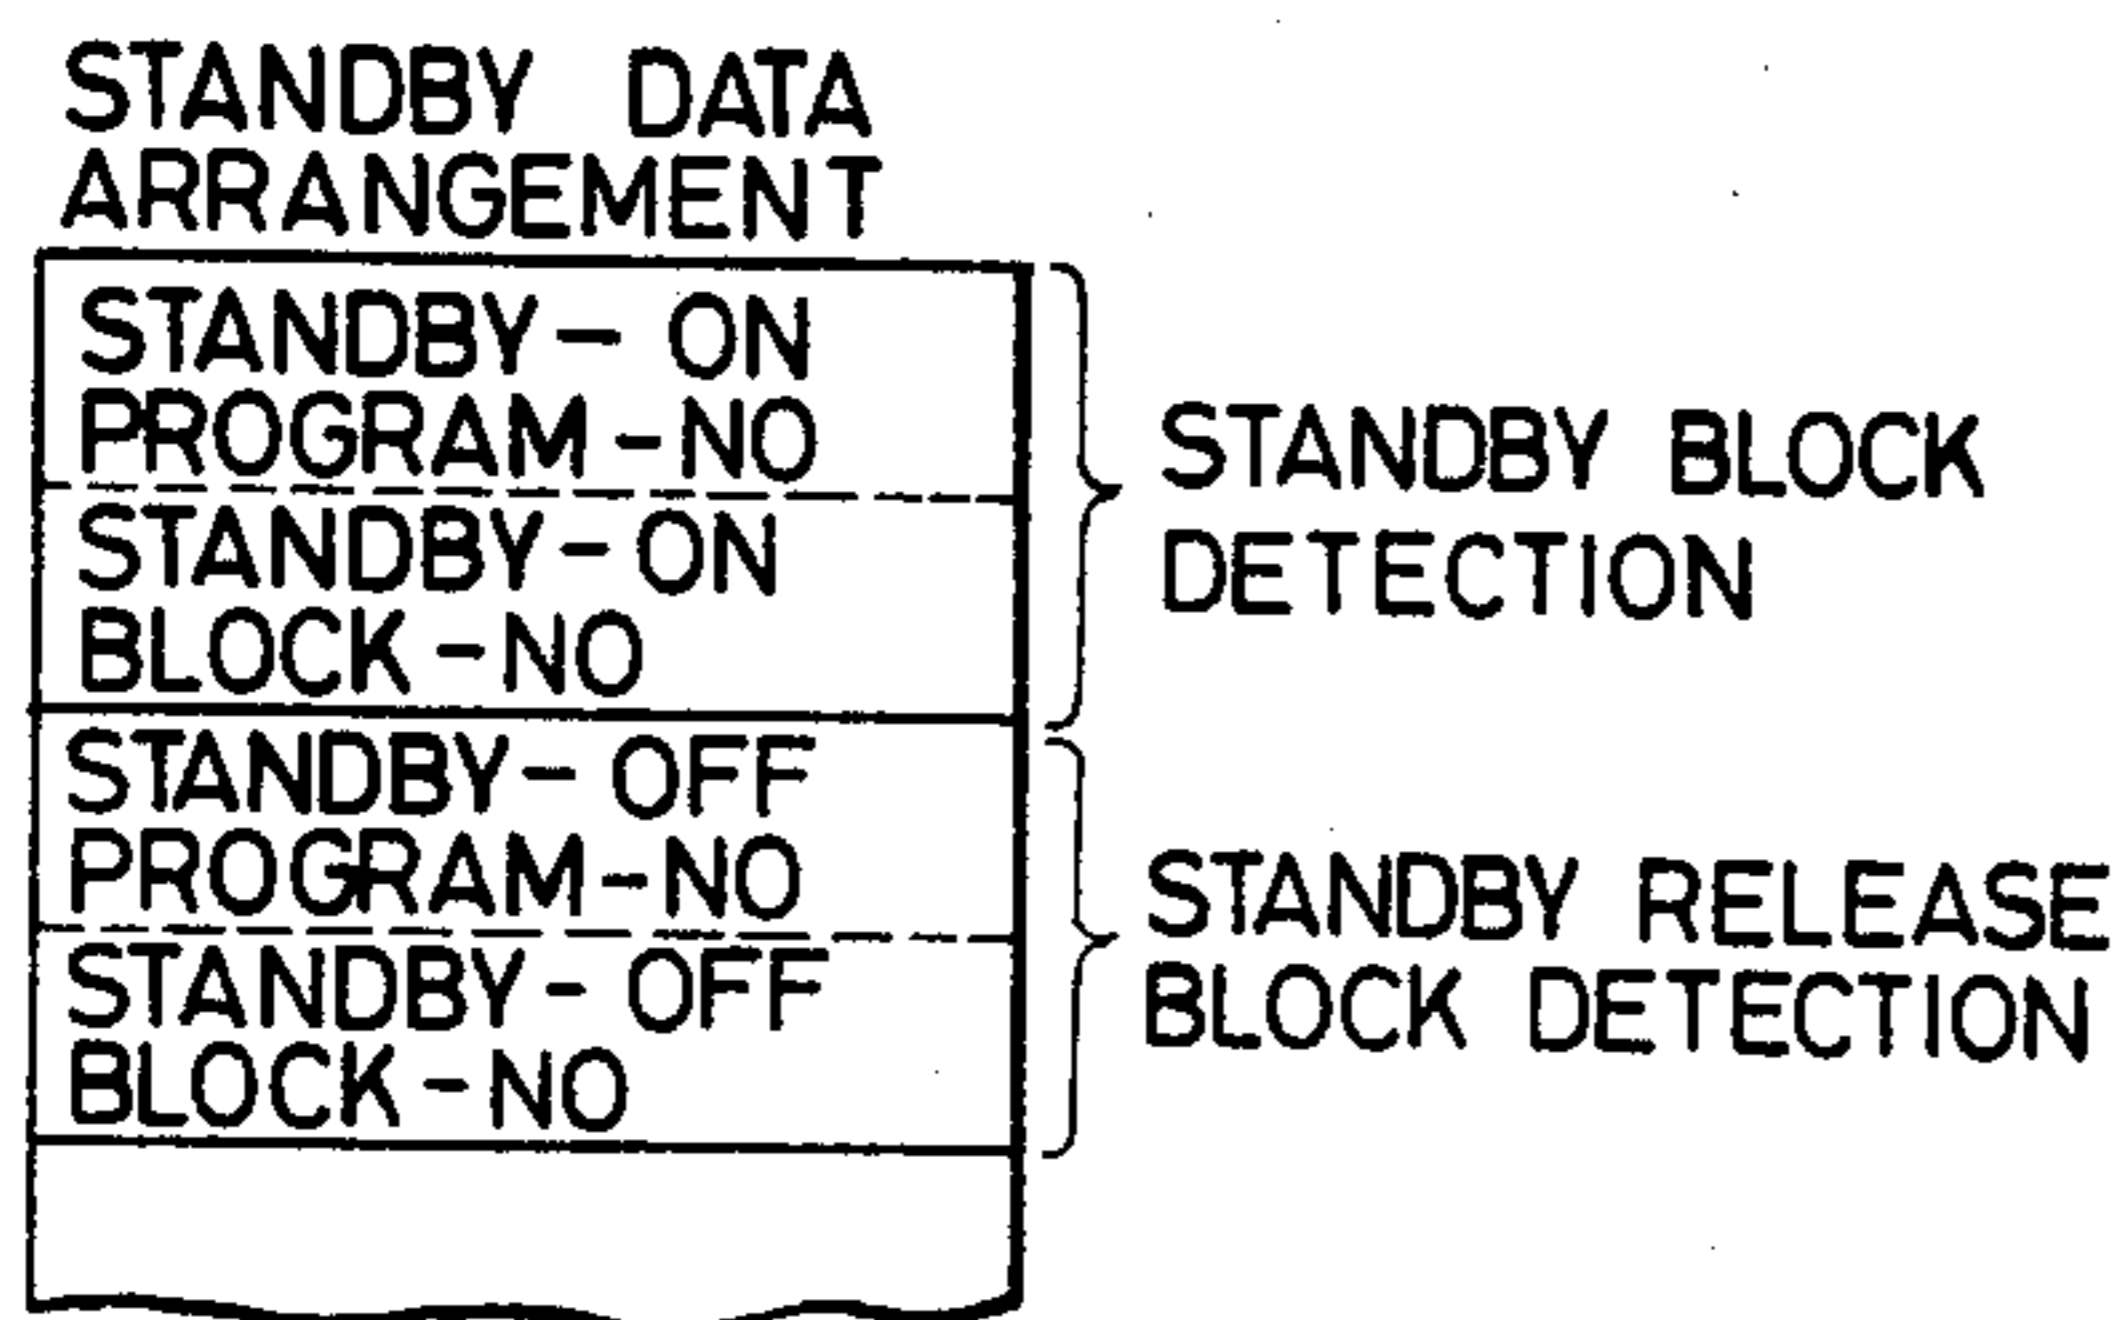 STANDBY DATA
ARRANGEMENT
STANDBY - ON
PROGRAM - NO
STANDBY - ON
BLOCK - NO
STANDBY BLOCK
DETECTION
STANDBY - OFF
PROGRAM - NO
STANDBY - OFF
BLOCK - NO
STANDBY RELEASE
BLOCK DETECTION